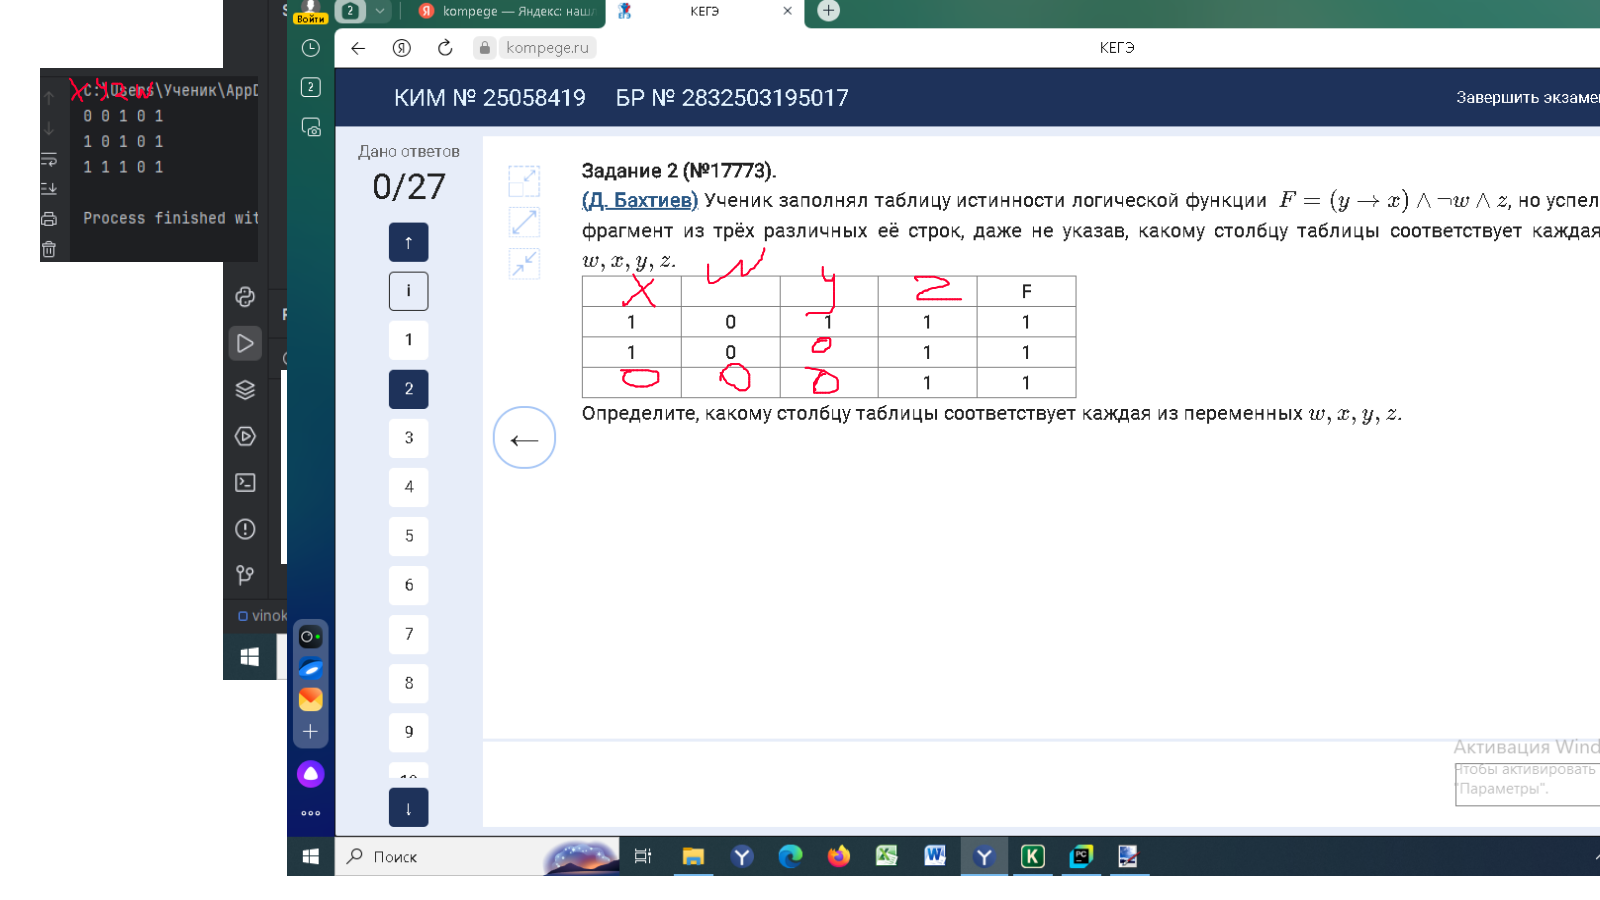 Войти
2
kompege — Яндекс: наш
КЕГЭ
kompege.ru
КЕГЭ
2
КИМ № 25058419 БР № 2832503195017
Завершить экзаме
X y z w
C:\Users\Ученик\AppD
0 0 1 0 1
1 0 1 0 1
1 1 1 0 1
Process finished wit
Дано ответов
0/27
↑
i
1
2
3
4
5
6
7
8
9
↓
Задание 2 (№17773).
(Д. Бахтиев) Ученик заполнял таблицу истинности логической функции F = (y → x) ∧ ¬w ∧ z, но успел
фрагмент из трёх различных её строк, даже не указав, какому столбцу таблицы соответствует каждая
w, x, y, z.
X W y z F
1 0 1 1 1
1 0 0 1 1
0 0 0 1 1
Определите, какому столбцу таблицы соответствует каждая из переменных w, x, y, z.
←
vinok
Активация Wind
Чтобы активировать
"Параметры".
Поиск